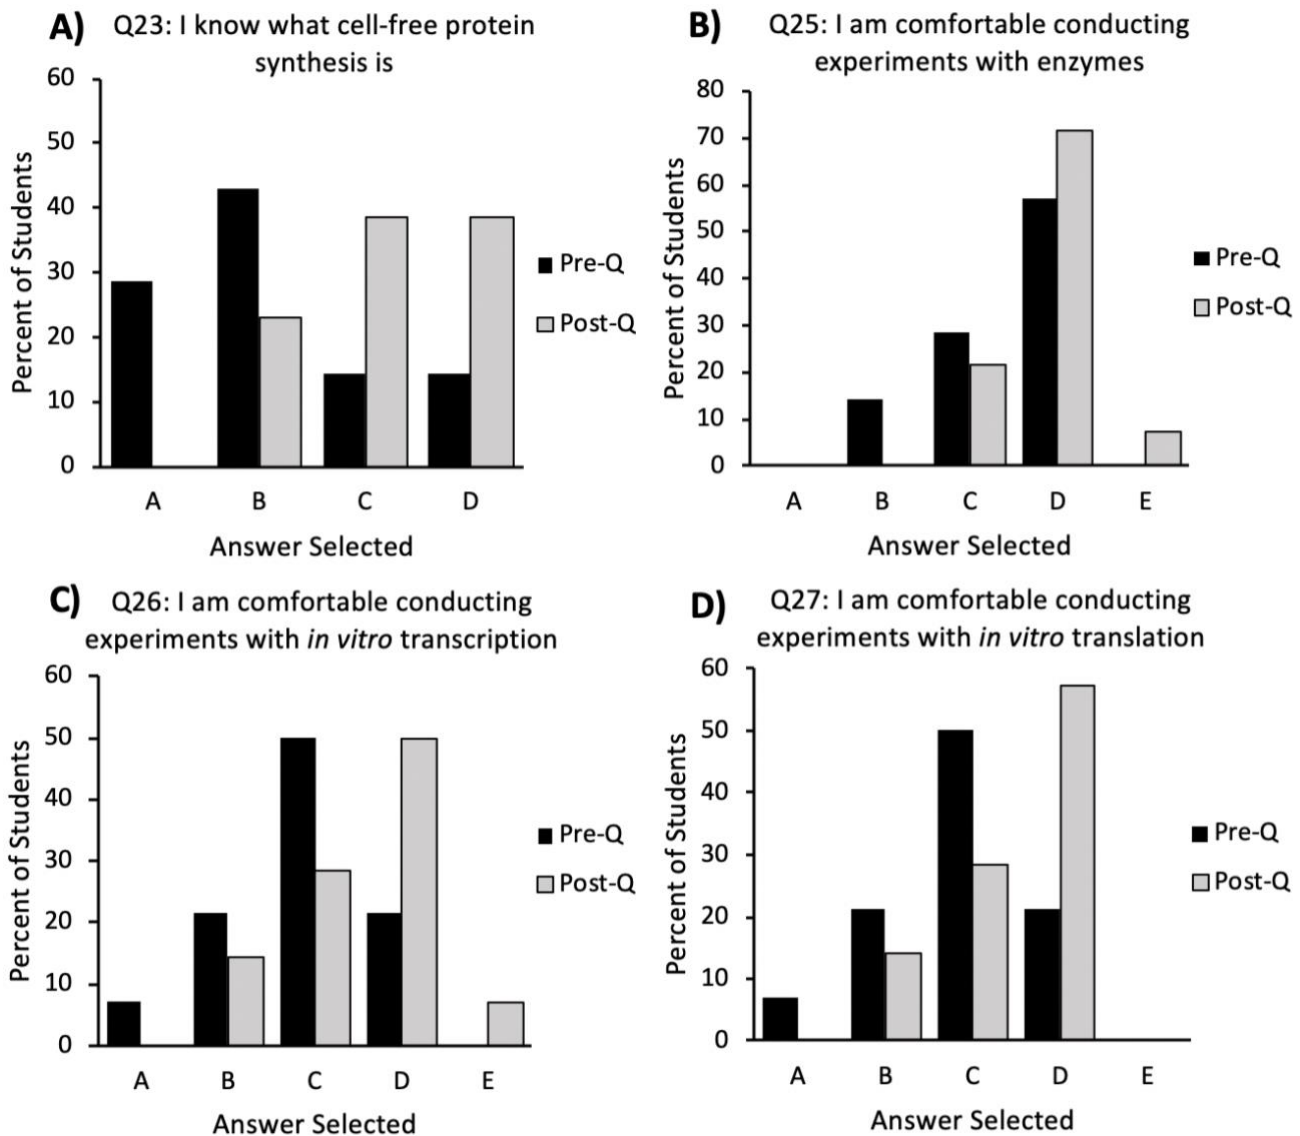 A) Q23: I know what cell-free protein
synthesis is
60
50
40
30
20
10
0
Percent of Students
A B C D
Answer Selected
Pre-Q
Post-Q
B) Q25: I am comfortable conducting
experiments with enzymes
80
70
60
50
40
30
20
10
0
Percent of Students
A B C D E
Answer Selected
Pre-Q
Post-Q
C) Q26: I am comfortable conducting
experiments with in vitro transcription
60
50
40
30
20
10
0
Percent of Students
A B C D E
Answer Selected
Pre-Q
Post-Q
D) Q27: I am comfortable conducting
experiments with in vitro translation
60
50
40
30
20
10
0
Percent of Students
A B C D E
Answer Selected
Pre-Q
Post-Q